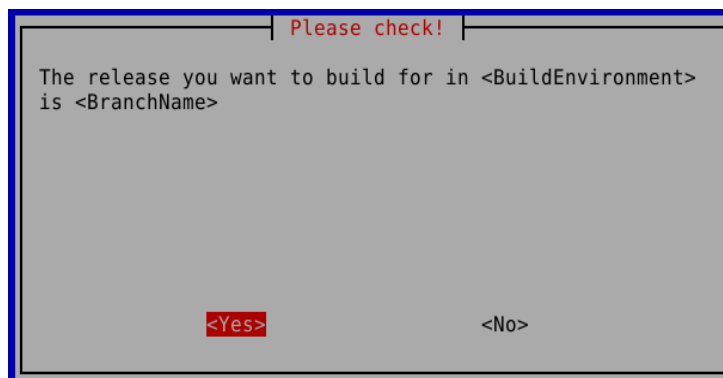 Please check!
The release you want to build for in <BuildEnvironment>
is <BranchName>
<Yes> <No>